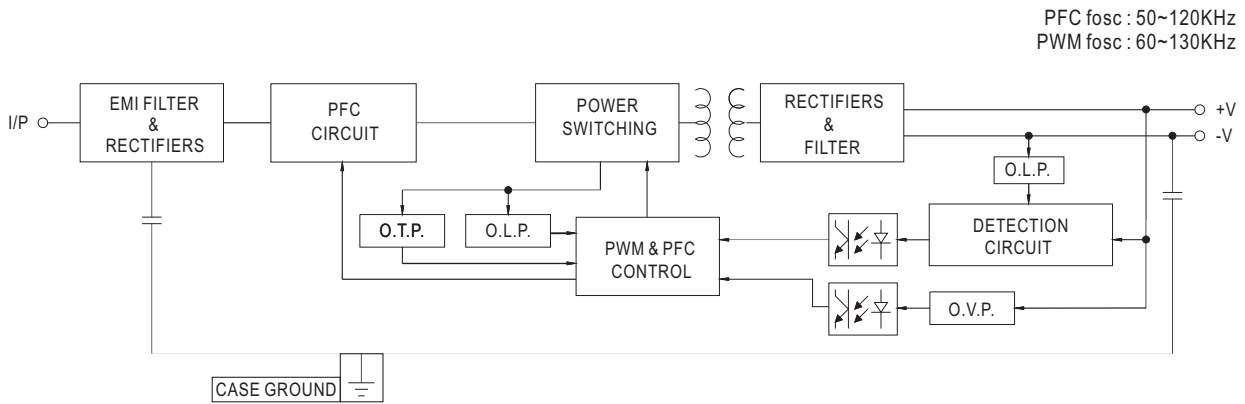 PFC fosc : 50~120KHz
PWM fosc : 60~130KHz
I/P
EMI FILTER
&
RECTIFIERS
PFC
CIRCUIT
POWER
SWITCHING
RECTIFIERS
&
FILTER
+V
-V
O.L.P.
O.T.P.
O.L.P.
PWM & PFC
CONTROL
DETECTION
CIRCUIT
O.V.P.
CASE GROUND